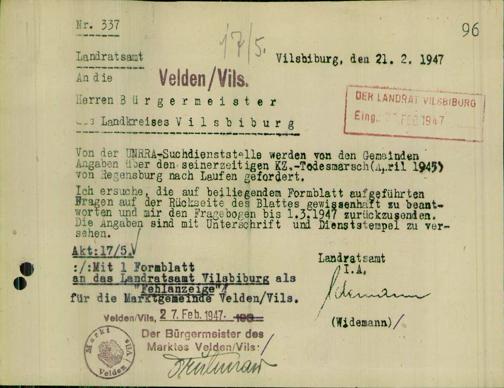 Nr. 337
17/5.
96
Landratsamt
Vilsbiburg, den 21. 2. 1947
An die
Velden/Vils.
Herren Bürgermeister
des Landkreises Vilsbiburg
DER LANDRAT VILSBIBURG
Eing. FEB 1947
Von der UNRRA-Suchdienststelle werden von den Gemeinden
Angaben über den seinerzeitigen KZ.-Todesmarsch (April 1945)
von Regensburg nach Laufen gefordert.
Ich ersuche, die auf beiliegendem Formblatt aufgeführten
Fragen auf der Rückseite des Blattes gewissenhaft zu beant-
worten und mir den Fragebogen bis 1.3.1947 zurückzusenden.
Die Angaben sind mit Unterschrift und Dienststempel zu ver-
sehen.
Akt:17/5.
:/:Mit 1 Formblatt
an das Landratsamt Vilsbiburg als
"Fehlanzeige"
für die Marktgemeinde Velden/Vils.
Landratsamt
I.A.
(Widemann)
Velden/Vils, 27. Feb. 1947
Der Bürgermeister des
Marktes Velden/Vils:
Markt Velden